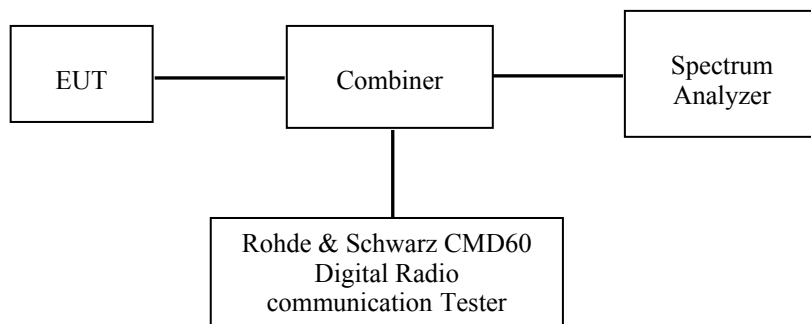 EUT
Combiner
Spectrum
Analyzer
Rohde & Schwarz CMD60
Digital Radio
communication Tester